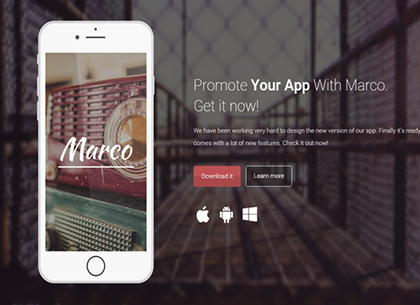 Marco
Promote Your App With Marco.
Get it now!
We have been working very hard to design the new version of our app. Finally it's ready
comes with a lot of new features. Check it out now!
Download it
Learn more